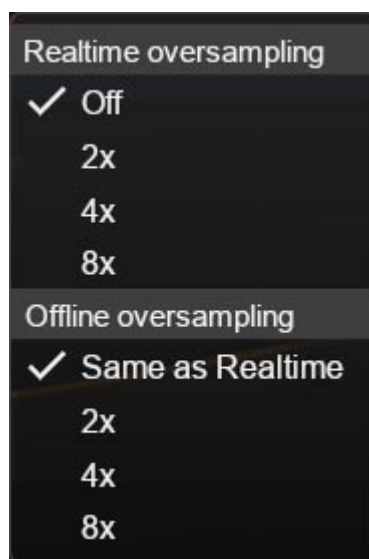 Realtime oversampling
Off
2x
4x
8x
Offline oversampling
Same as Realtime
2x
4x
8x